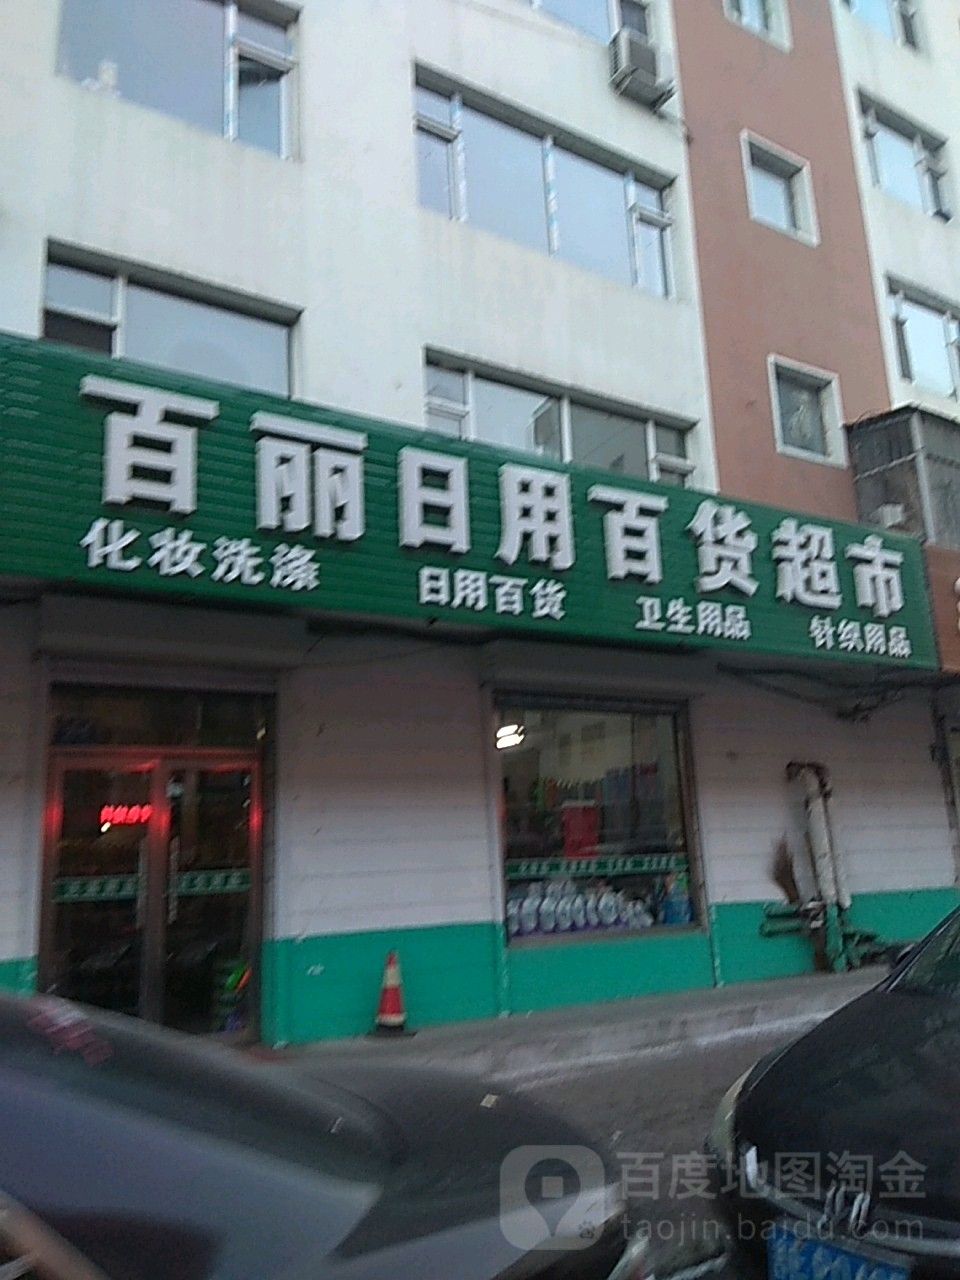 百丽日用百货超市
化妆洗涤 日用百货 卫生用品 针织用品
百度地图淘金
taojin.baidu.com